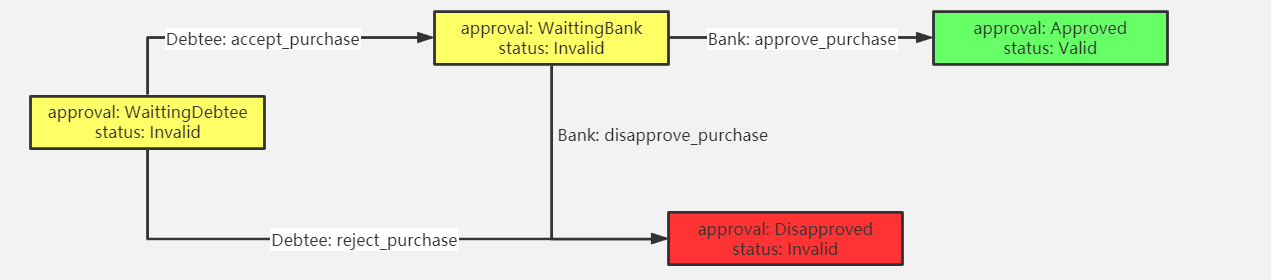 Debtee: accept_purchase
approval: WaittingBank
status: Invalid
Bank: approve_purchase
approval: Approved
status: Valid
approval: WaittingDebtee
status: Invalid
Bank: disapprove_purchase
Debtee: reject_purchase
approval: Disapproved
status: Invalid